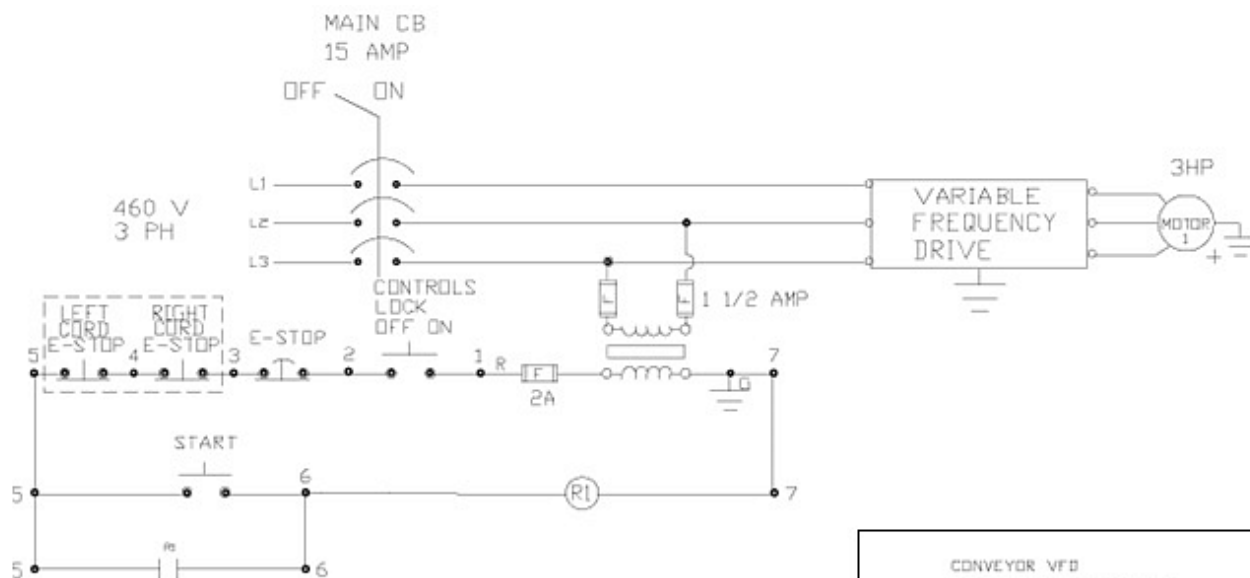 MAIN CB
15 AMP
OFF ON
L1
L2
L3
460 V
3 PH
VARIABLE
FREQUENCY
DRIVE
3HP
MOTOR
1
+
CONTROLS
LOCK
OFF ON
F
F
1 1/2 AMP
LEFT
CORD
E-STOP
RIGHT
CORD
E-STOP
E-STOP
5
4
3
2
1
R
F
2A
G
7
START
5
6
R1
7
5
6
CONVEYOR VFD